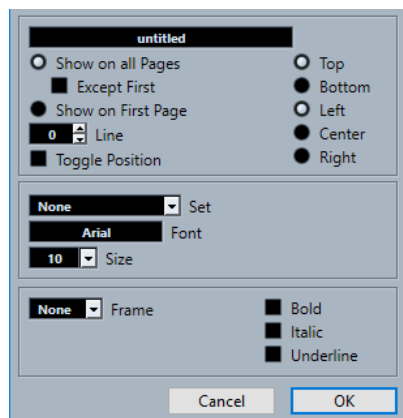 untitled
Show on all Pages Top
Except First Bottom
Show on First Page Left
0 Line Center
Toggle Position Right
None Set
Arial Font
10 Size
None Frame Bold
Italic
Underline
Cancel OK